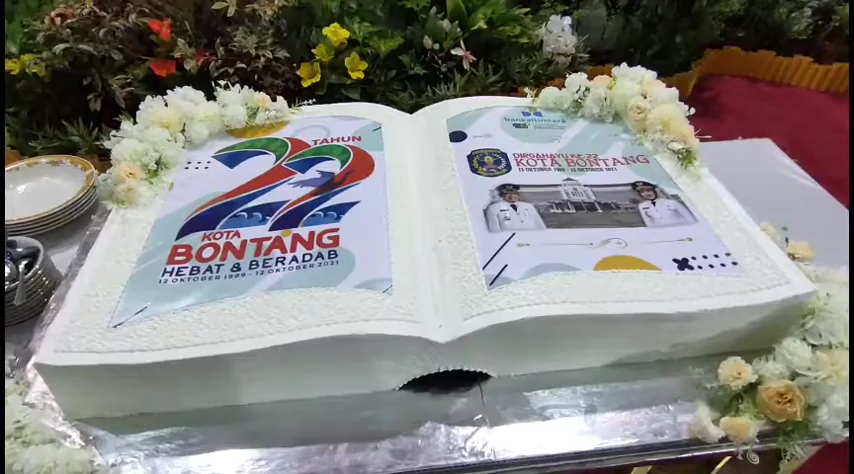 22
TAHUN
KOTA
BONTANG
HEBAT & BERADAB
12 OKTOBER 1999 - 12 OKTOBER 2021
bankaltimtara
DIRGAHAYU KE-22
KOTA BONTANG
12 OKTOBER 1999 - 12 OKTOBER 2021